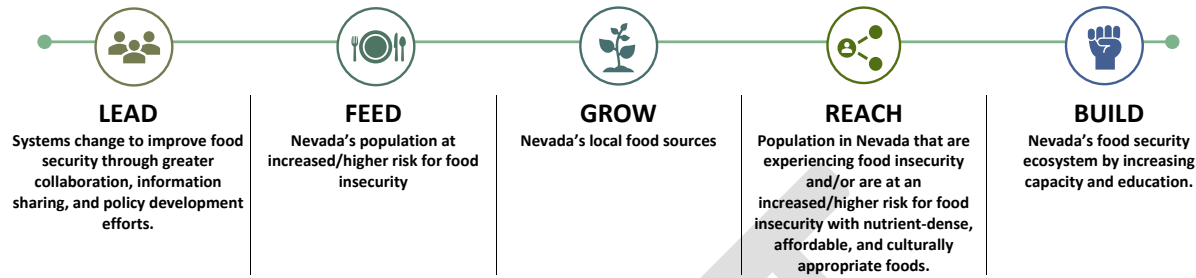 LEAD
Systems change to improve food
security through greater
collaboration, information
sharing, and policy development
efforts.
FEED
Nevada's population at
increased/higher risk for food
insecurity
GROW
Nevada's local food sources
REACH
Population in Nevada that are
experiencing food insecurity
and/or are at an
increased/higher risk for food
insecurity with nutrient-dense,
affordable, and culturally
appropriate foods.
BUILD
Nevada's food security
ecosystem by increasing
capacity and education.